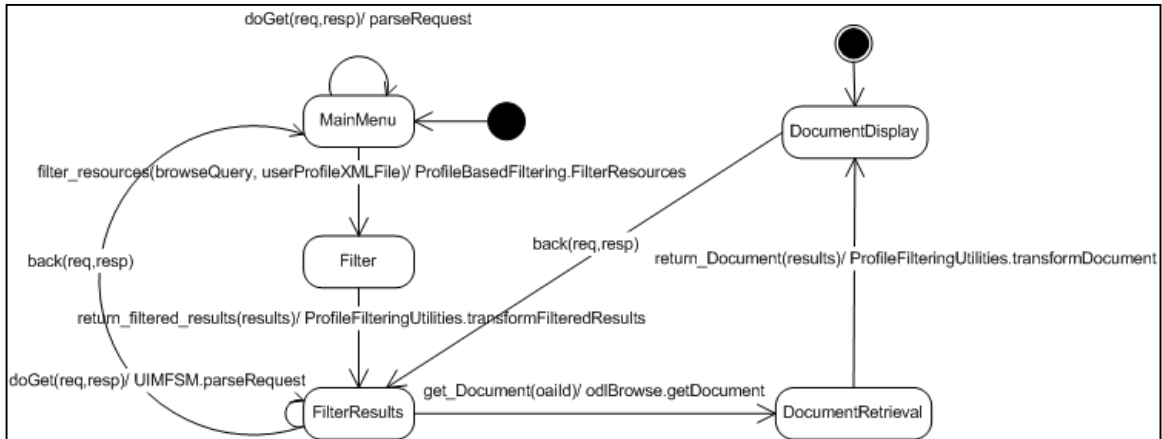 doGet(req,resp)/ parseRequest
MainMenu
DocumentDisplay
filter_resources(browseQuery, userProfileXMLFile)/ ProfileBasedFiltering.FilterResources
back(req,resp)
Filter
back(req,resp)
return_Document(results)/ ProfileFilteringUtilities.transformDocument
return_filtered_results(results)/ ProfileFilteringUtilities.transformFilteredResults
doGet(req,resp)/ UIMFSM.parseRequest
FilterResults
get_Document(oaiId)/ odlBrowse.getDocument
DocumentRetrieval